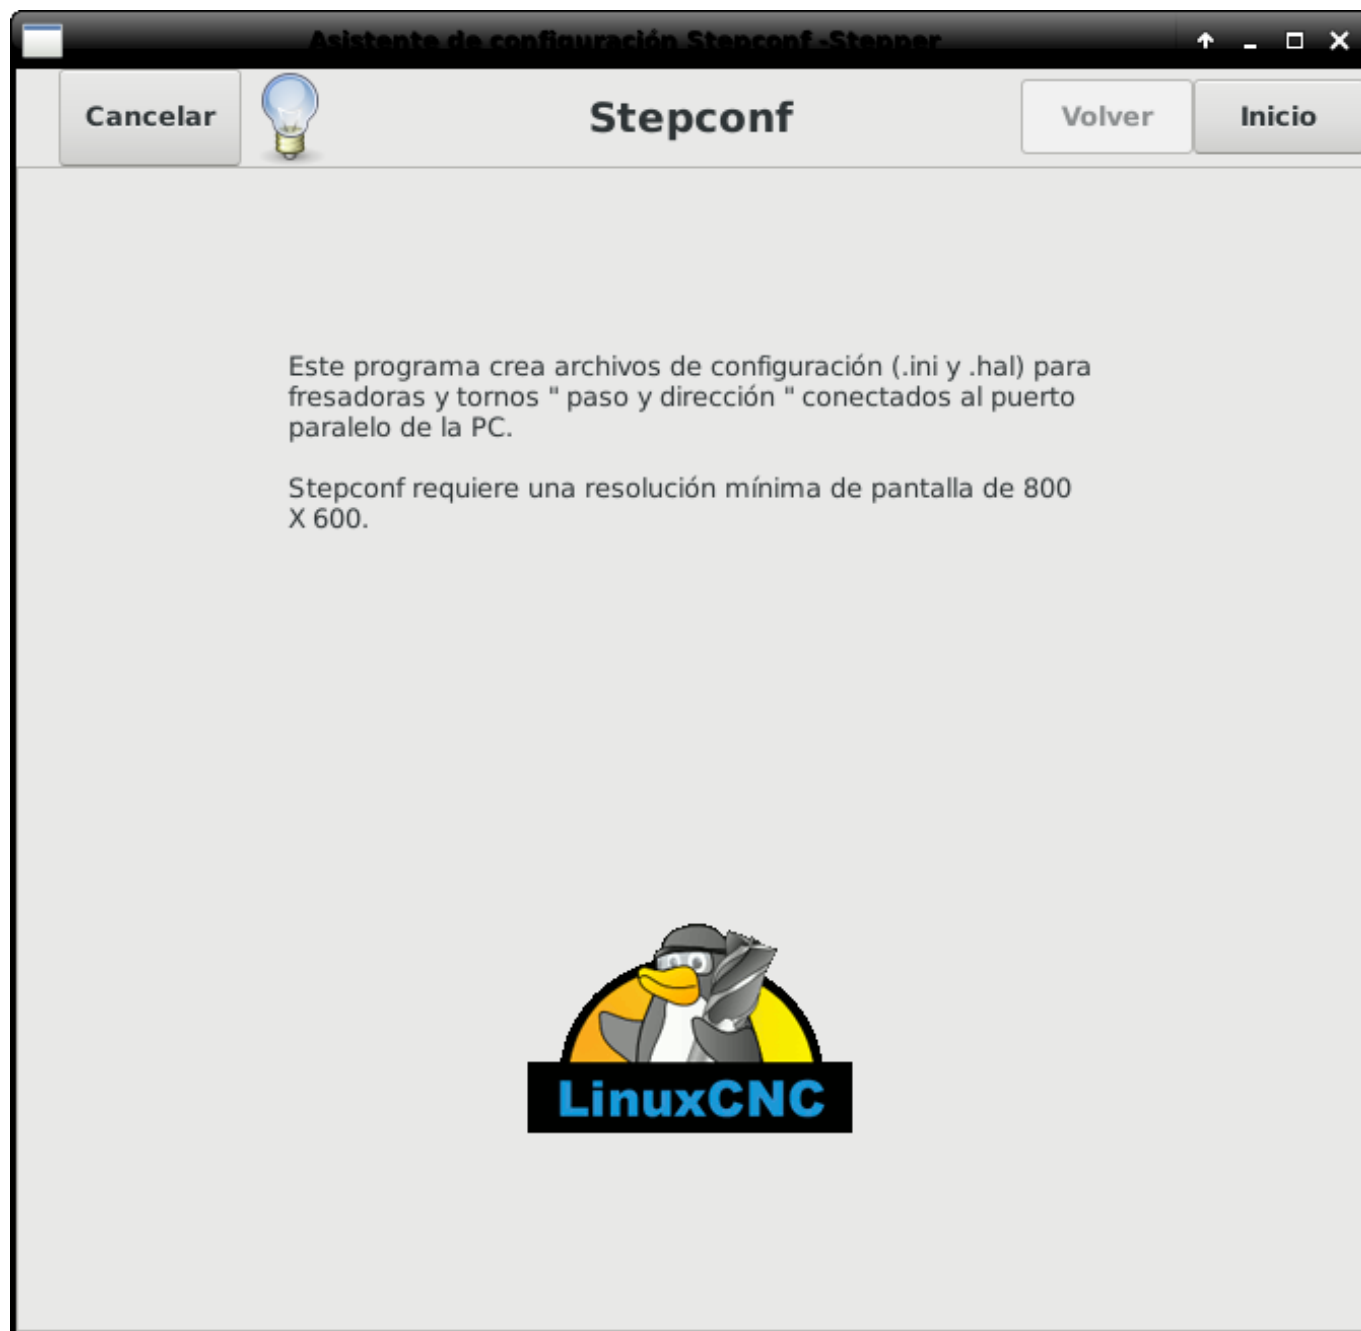 Asistente de configuración Stepconf -Stepper
Cancelar
Stepconf
Volver
Inicio
Este programa crea archivos de configuración (.ini y .hal) para
fresadoras y tornos " paso y dirección " conectados al puerto
paralelo de la PC.
Stepconf requiere una resolución mínima de pantalla de 800
X 600.
LinuxCNC